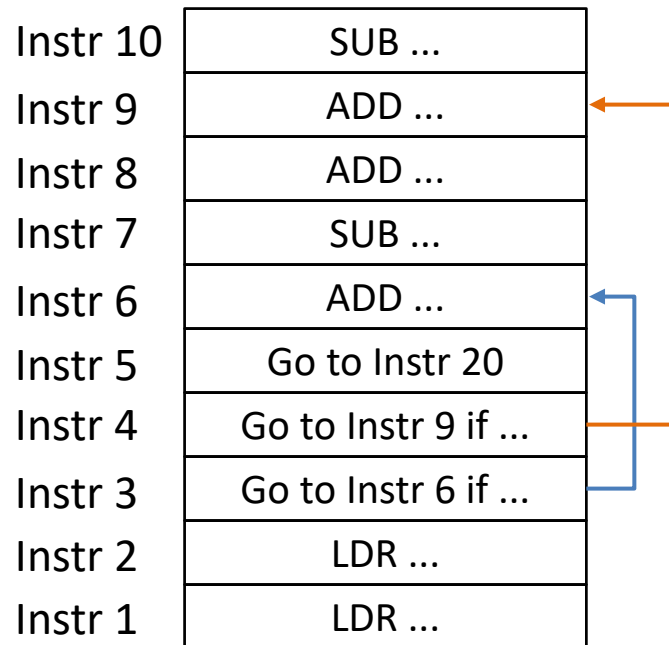 Instr 10 SUB ...
Instr 9 ADD ...
Instr 8 ADD ...
Instr 7 SUB ...
Instr 6 ADD ...
Instr 5 Go to Instr 20
Instr 4 Go to Instr 9 if ...
Instr 3 Go to Instr 6 if ...
Instr 2 LDR ...
Instr 1 LDR ...